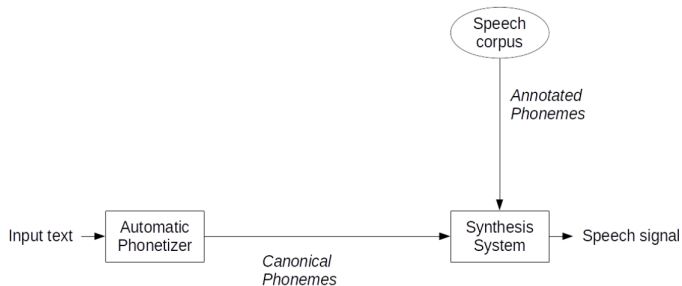 Speech
corpus
Annotated
Phonemes
Input text
Automatic
Phonetizer
Canonical
Phonemes
Synthesis
System
Speech signal